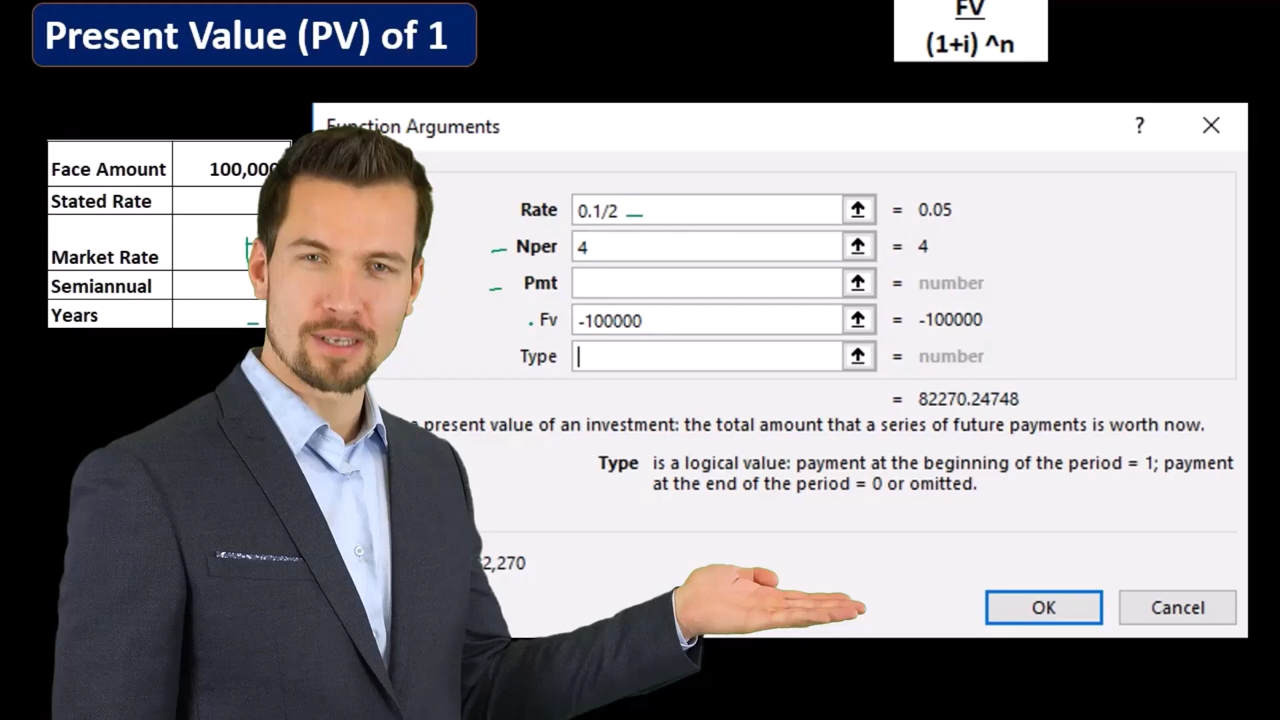 Present Value (PV) of 1
FV
(1+i) ^n
Function Arguments
?
Face Amount 100,000
Stated Rate
Market Rate
Semiannual
Years
Rate 0.1/2 = 0.05
Nper 4 = 4
Pmt = number
Fv -100000 = -100000
Type = number
= 82270.24748
present value of an investment: the total amount that a series of future payments is worth now.
Type is a logical value: payment at the beginning of the period = 1; payment
at the end of the period = 0 or omitted.
2,270
OK Cancel